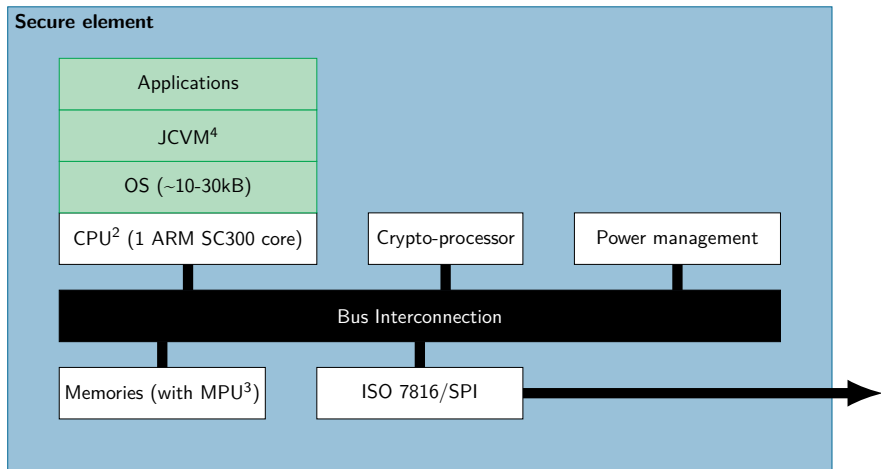 Secure element
Applications
JCVM⁴
OS (~10-30kB)
CPU² (1 ARM SC300 core)
Crypto-processor
Power management
Bus Interconnection
Memories (with MPU³)
ISO 7816/SPI